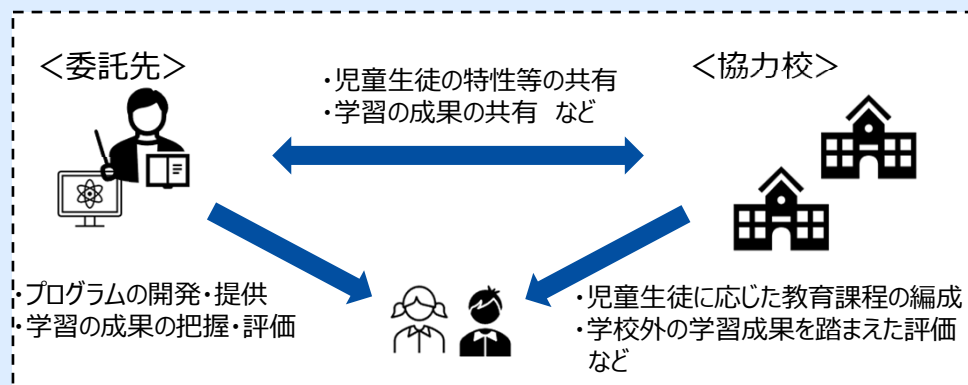 ＜委託先＞
・児童生徒の特性等の共有
・学習の成果の共有　など
＜協力校＞
・プログラムの開発・提供
・学習の成果の把握・評価
・児童生徒に応じた教育課程の編成
・学校外の学習成果を踏まえた評価
など